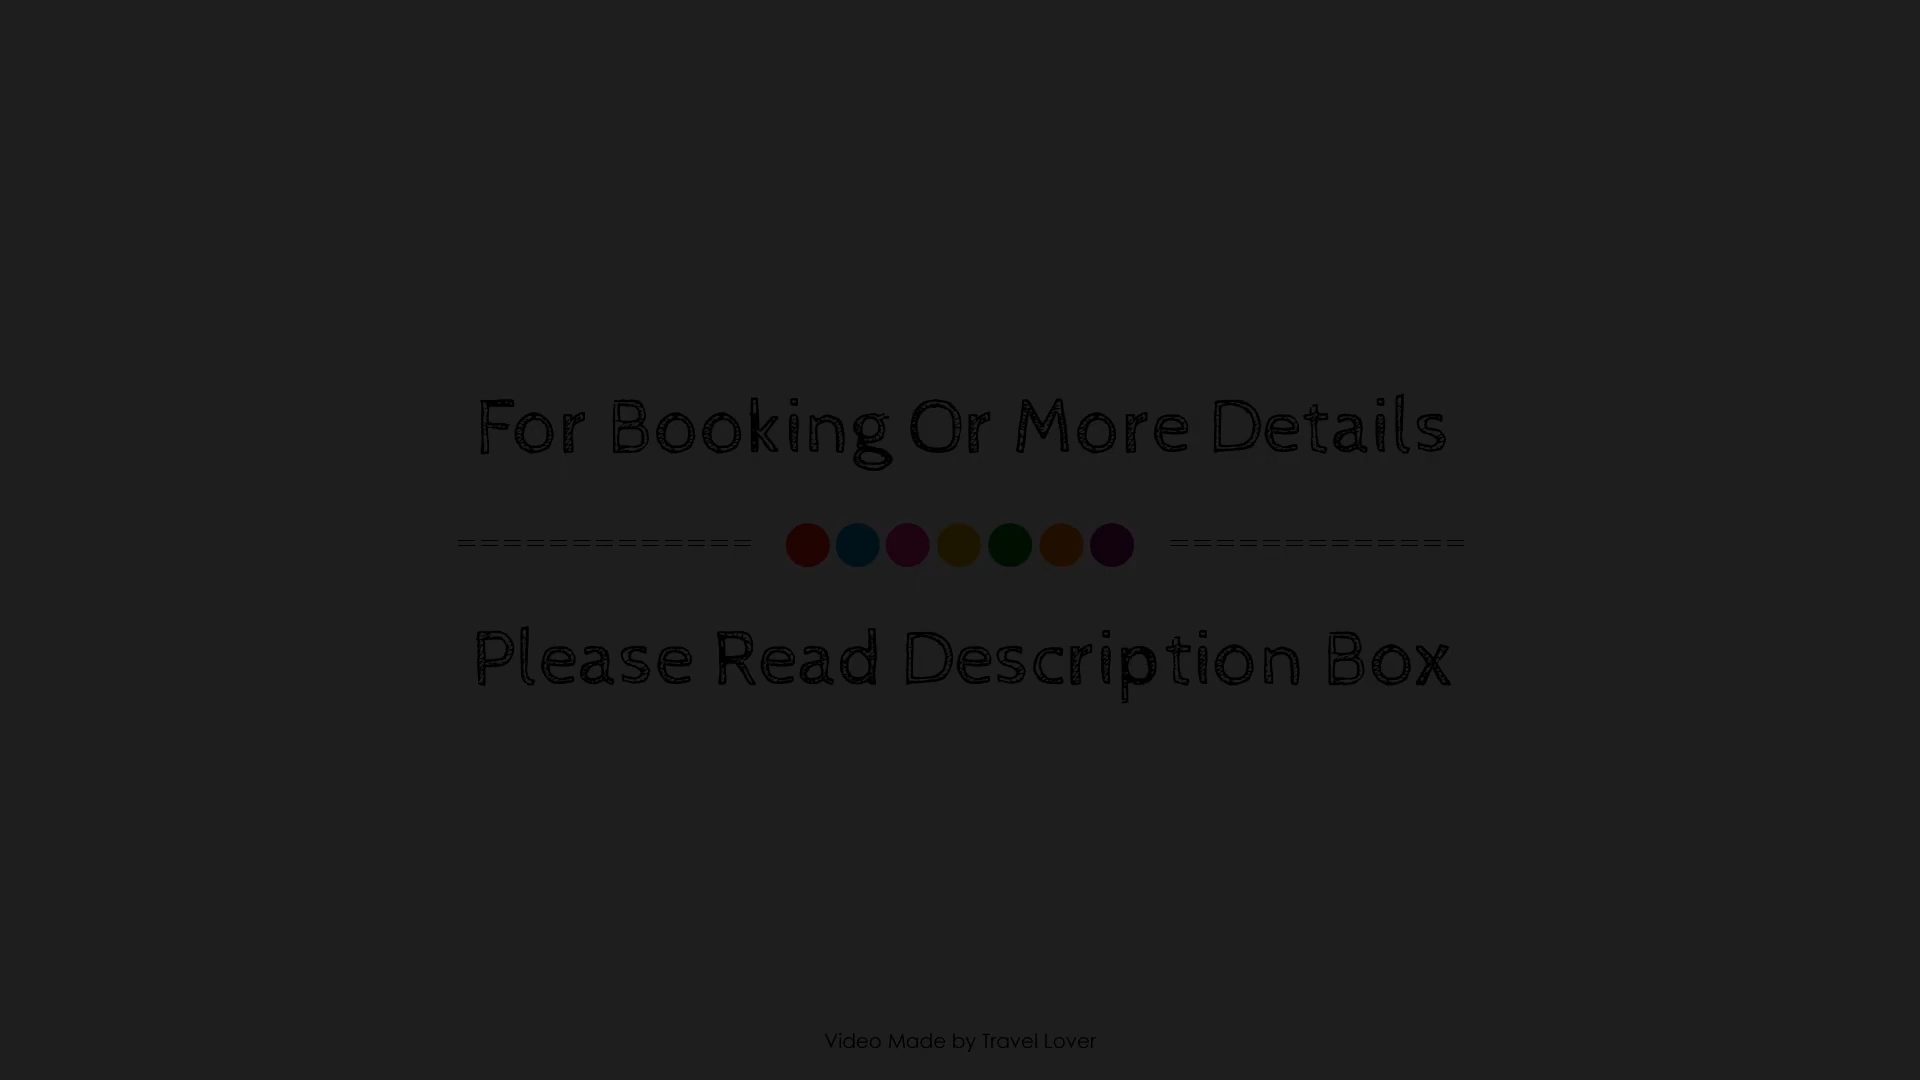 For Booking Or More Details
============= =============
Please Read Description Box
Video Made by Travel Lover